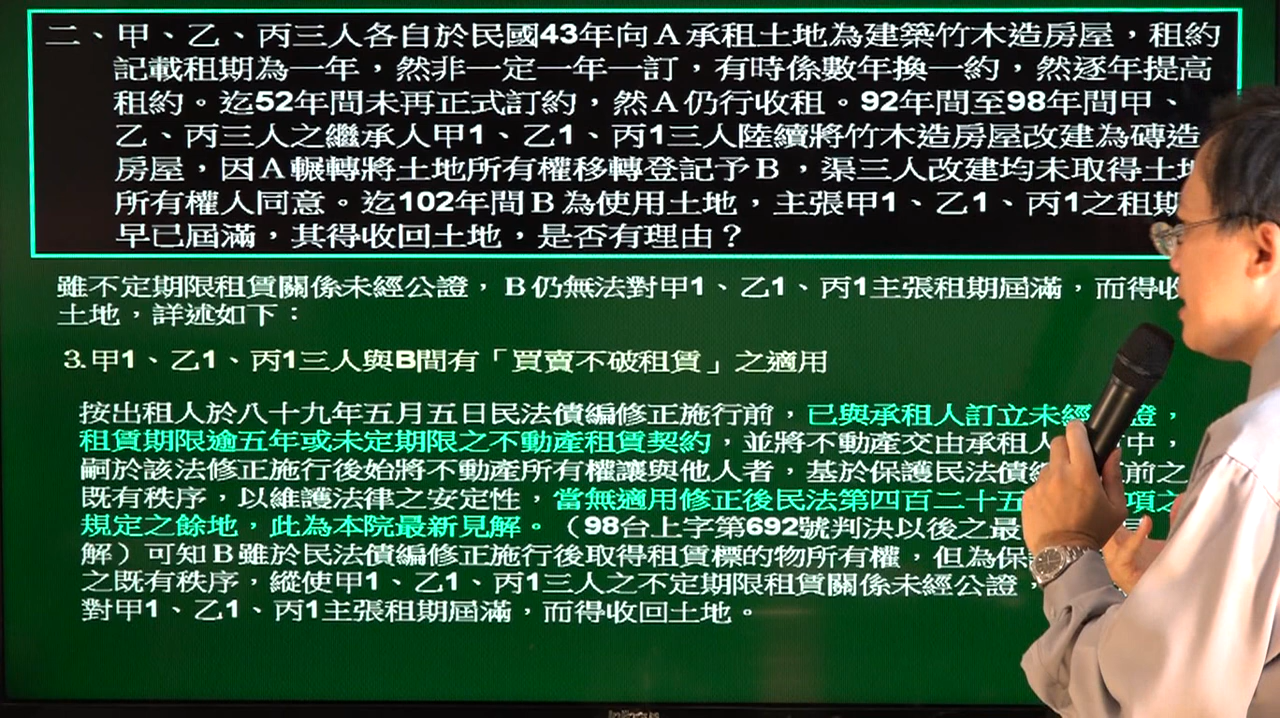 二、甲、乙、丙三人各自於民國43年向A承租土地為建築竹木造房屋，租約
記載租期為一年，然非一定一年一訂，有時係數年換一約，然逐年提高
租約。迄52年間未再正式訂約，然A仍行收租。92年間至98年間甲、
乙、丙三人之繼承人甲1、乙1、丙1三人陸續將竹木造房屋改建為磚造
房屋，因A輾轉將土地所有權移轉登記予B，渠三人改建均未取得土地
所有權人同意。迄102年間B為使用土地，主張甲1、乙1、丙1之租期
早已屆滿，其得收回土地，是否有理由？
雖不定期限租賃關係未經公證，B仍無法對甲1、乙1、丙1主張租期屆滿，而得收
土地，詳述如下：
3.甲1、乙1、丙1三人與B間有「買賣不破租賃」之適用
按出租人於八十九年五月五日民法債編修正施行前，已與承租人訂立未經 證，
租賃期限逾五年或未定期限之不動產租賃契約，並將不動產交由承租人 中，
嗣於該法修正施行後始將不動產所有權讓與他人者，基於保護民法債 前之
既有秩序，以維護法律之安定性，當無適用修正後民法第四百二十五 項之
規定之餘地，此為本院最新見解。（98台上字第692號判決以後之最 見
解）可知B雖於民法債編修正施行後取得租賃標的物所有權，但為保
之既有秩序，縱使甲1、乙1、丙1三人之不定期限租賃關係未經公證，
對甲1、乙1、丙1主張租期屆滿，而得收回土地。